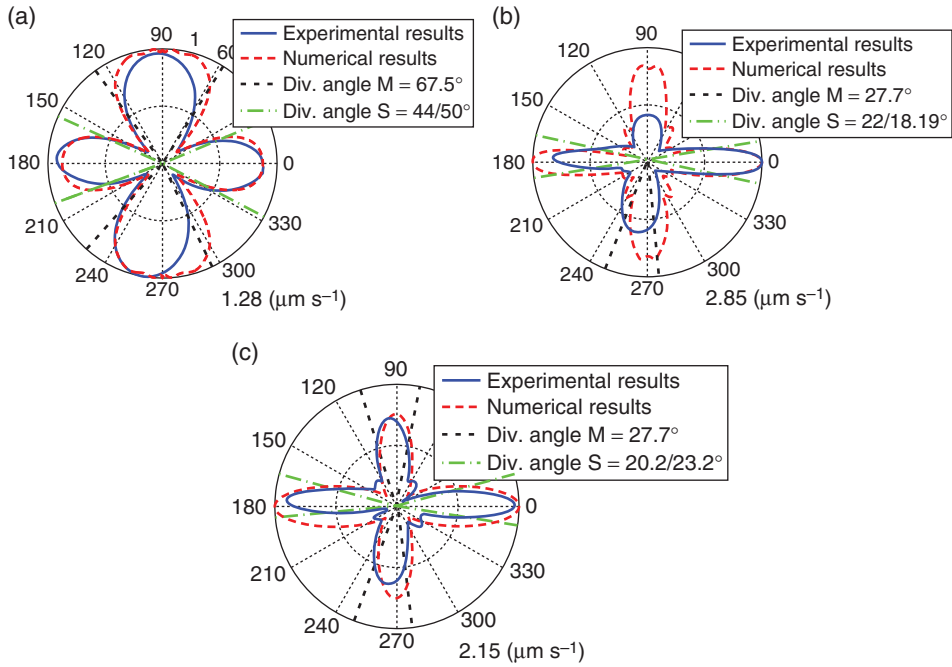 (a)
90
1
60
120
150
180
0
210
330
240
300
270
1.28 (μm s⁻¹)
Experimental results
Numerical results
Div. angle M = 67.5°
Div. angle S = 44/50°
(b)
90
120
150
180
0
210
330
240
300
270
2.85 (μm s⁻¹)
Experimental results
Numerical results
Div. angle M = 27.7°
Div. angle S = 22/18.19°
(c)
90
120
150
180
0
210
330
240
300
270
2.15 (μm s⁻¹)
Experimental results
Numerical results
Div. angle M = 27.7°
Div. angle S = 20.2/23.2°